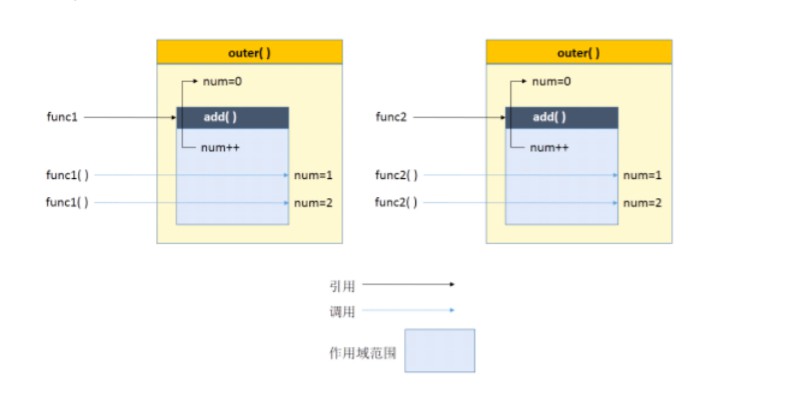 outer( ) outer( )
num=0 num=0
func1 add( ) func2 add( )
num++ num++
func1( ) num=1 func2( ) num=1
func1( ) num=2 func2( ) num=2
引用
调用
作用域范围